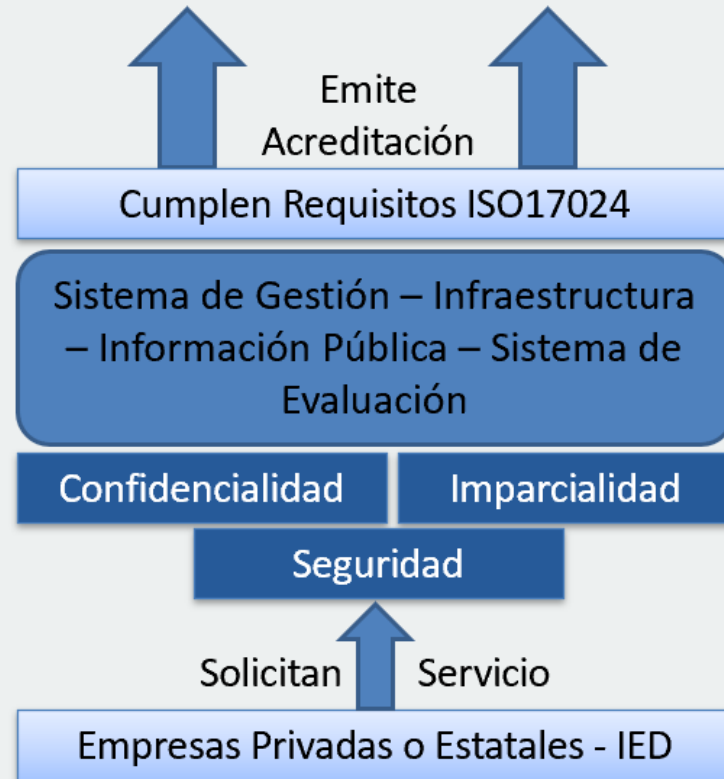 Emite
Acreditación
Cumplen Requisitos ISO17024
Sistema de Gestión – Infraestructura
– Información Pública – Sistema de
Evaluación
Confidencialidad
Imparcialidad
Seguridad
Solicitan Servicio
Empresas Privadas o Estatales - IED